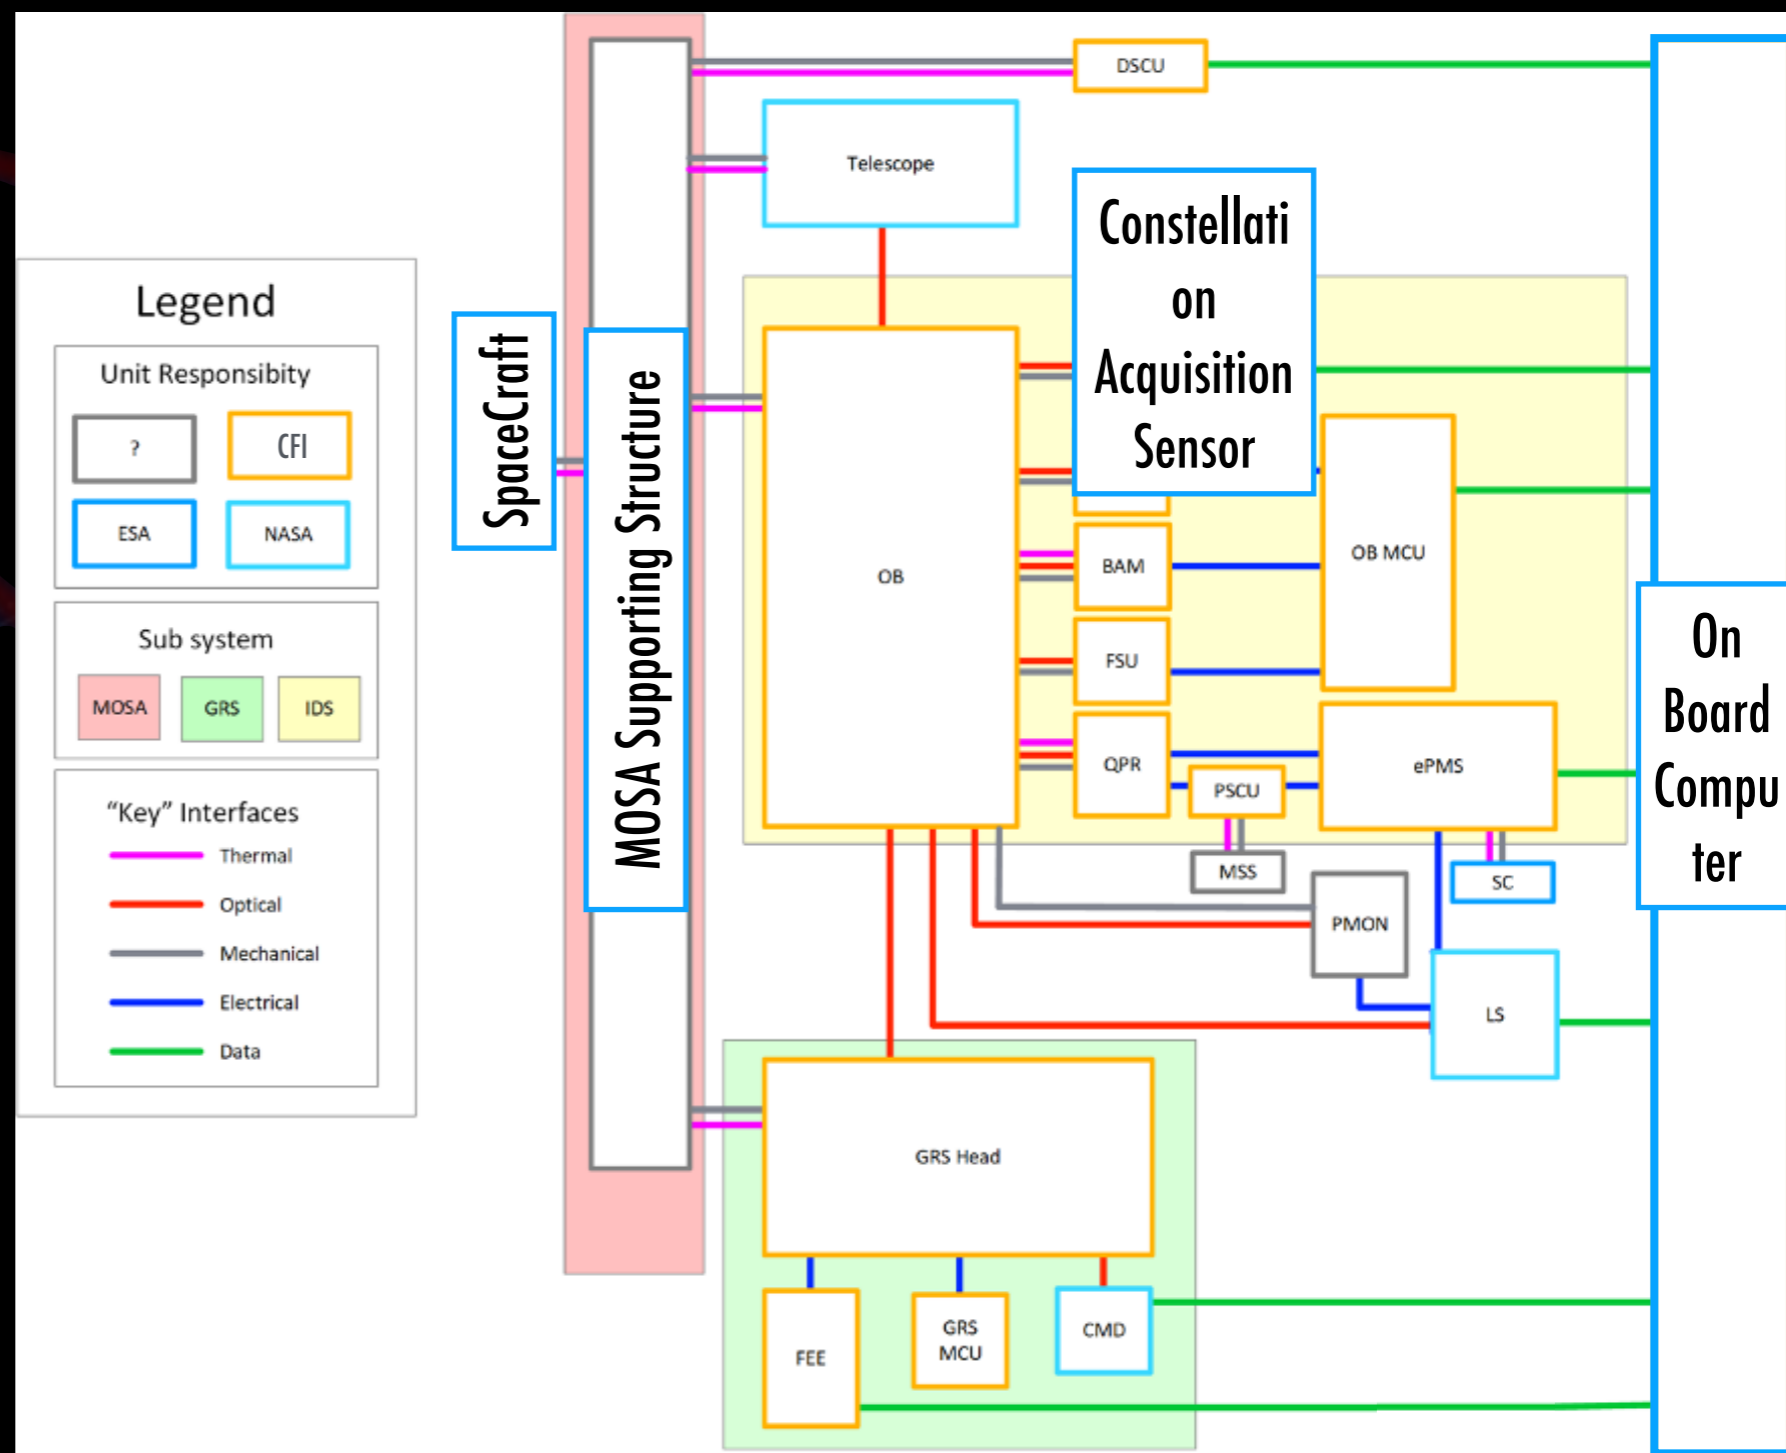 Legend
Unit Responsibity
?
CFI
ESA
NASA
Sub system
MOSA
GRS
IDS
“Key” Interfaces
Thermal
Optical
Mechanical
Electrical
Data
SpaceCraft
MOSA Supporting Structure
DSCU
Telescope
Constellati
on
Acquisition
Sensor
OB
BAM
FSU
QPR
OB MCU
ePMS
PSCU
MSS
SC
PMON
LS
On
Board
Compu
ter
GRS Head
FEE
GRS
MCU
CMD